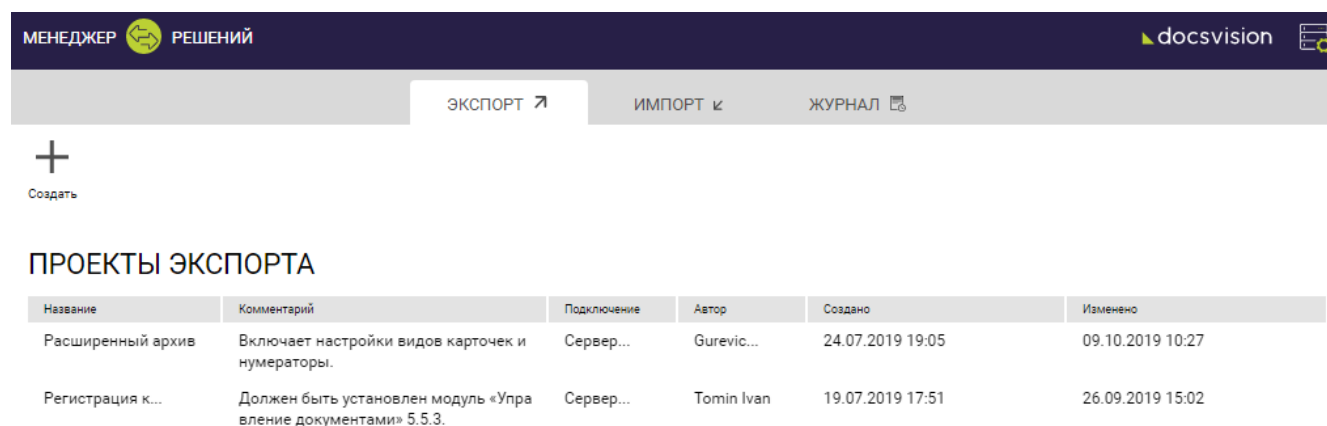 МЕНЕДЖЕР РЕШЕНИЙ docsvision
ЭКСПОРТ ИМПОРТ ЖУРНАЛ
Создать
ПРОЕКТЫ ЭКСПОРТА
Название Комментарий Подключение Автор Создано Изменено
Расширенный архив Включает настройки видов карточек и Сервер... Gurevic... 24.07.2019 19:05 09.10.2019 10:27
нумераторы.
Регистрация к... Должен быть установлен модуль «Упра Сервер... Tomin Ivan 19.07.2019 17:51 26.09.2019 15:02
вление документами» 5.5.3.